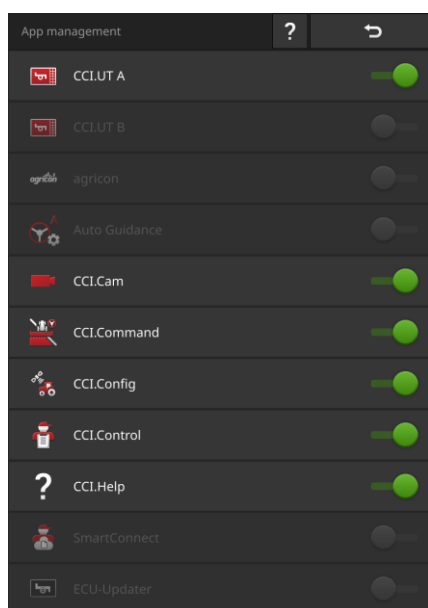 App management ?
CCI.UT A
CCI.UT B
agricon agricon
Auto Guidance
CCI.Cam
CCI.Command
CCI.Config
CCI.Control
? CCI.Help
SmartConnect
ECU-Updater